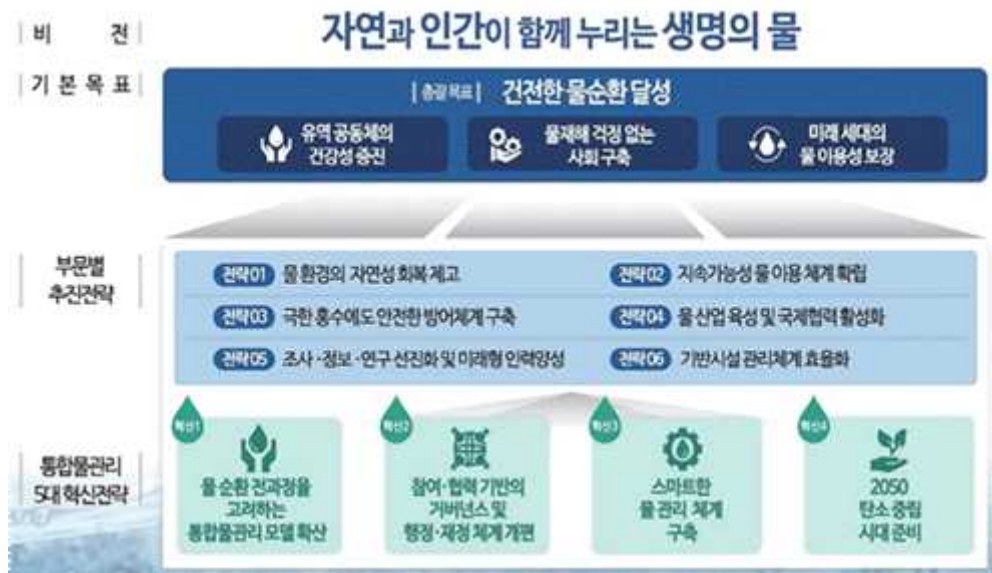 비 전
자연과 인간이 함께 누리는 생명의 물
기 본 목 표
총괄목표 건전한 물순환 달성
유역 공동체의
건강성 증진
물재해 걱정 없는
사회 구축
미래 세대의
물 이용성 보장
부문별
추진전략
전략01 물 환경의 자연성 회복 제고
전략02 지속가능성 물 이용 체계 확립
전략03 극한 홍수에도 안전한 방어체계 구축
전략04 물 산업 육성 및 국제협력 활성화
전략05 조사·정보·연구 선진화 및 미래형 인력양성
전략06 기반시설 관리체계 효율화
통합물관리
5대 혁신전략
혁신1
물 순환 전과정을
고려하는
통합물관리 모델 확산
혁신2
참여·협력 기반의
거버넌스 및
행정·재정 체계 개편
혁신3
스마트한
물 관리 체계
구축
혁신4
2050
탄소 중립
시대 준비